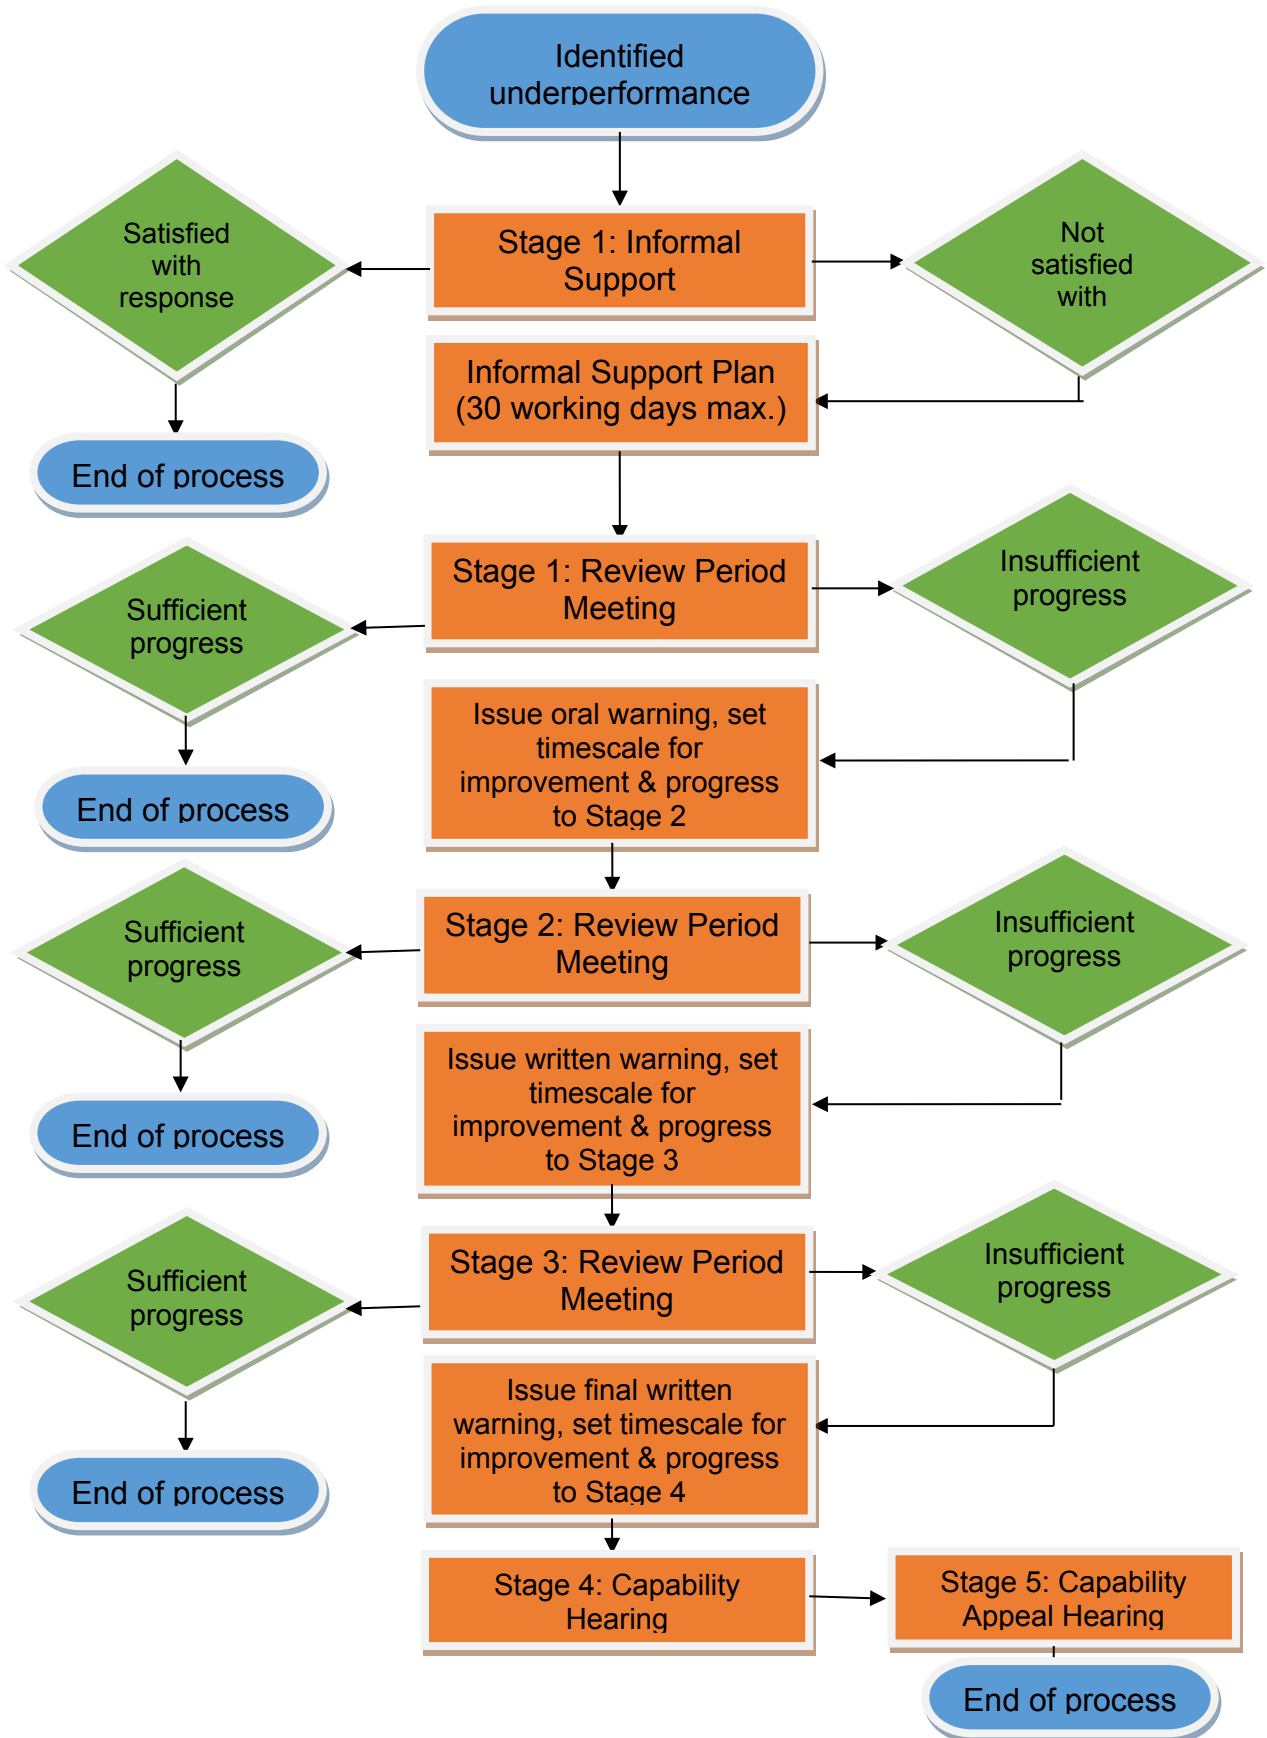 Identified
underperformance
Satisfied
with
response
Stage 1: Informal
Support
Not
satisfied
with
Informal Support Plan
(30 working days max.)
End of process
Stage 1: Review Period
Meeting
Insufficient
progress
Sufficient
progress
Issue oral warning, set
timescale for
improvement & progress
to Stage 2
End of process
Stage 2: Review Period
Meeting
Insufficient
progress
Sufficient
progress
Issue written warning, set
timescale for
improvement & progress
to Stage 3
End of process
Stage 3: Review Period
Meeting
Insufficient
progress
Sufficient
progress
Issue final written
warning, set timescale for
improvement & progress
to Stage 4
End of process
Stage 4: Capability
Hearing
Stage 5: Capability
Appeal Hearing
End of process